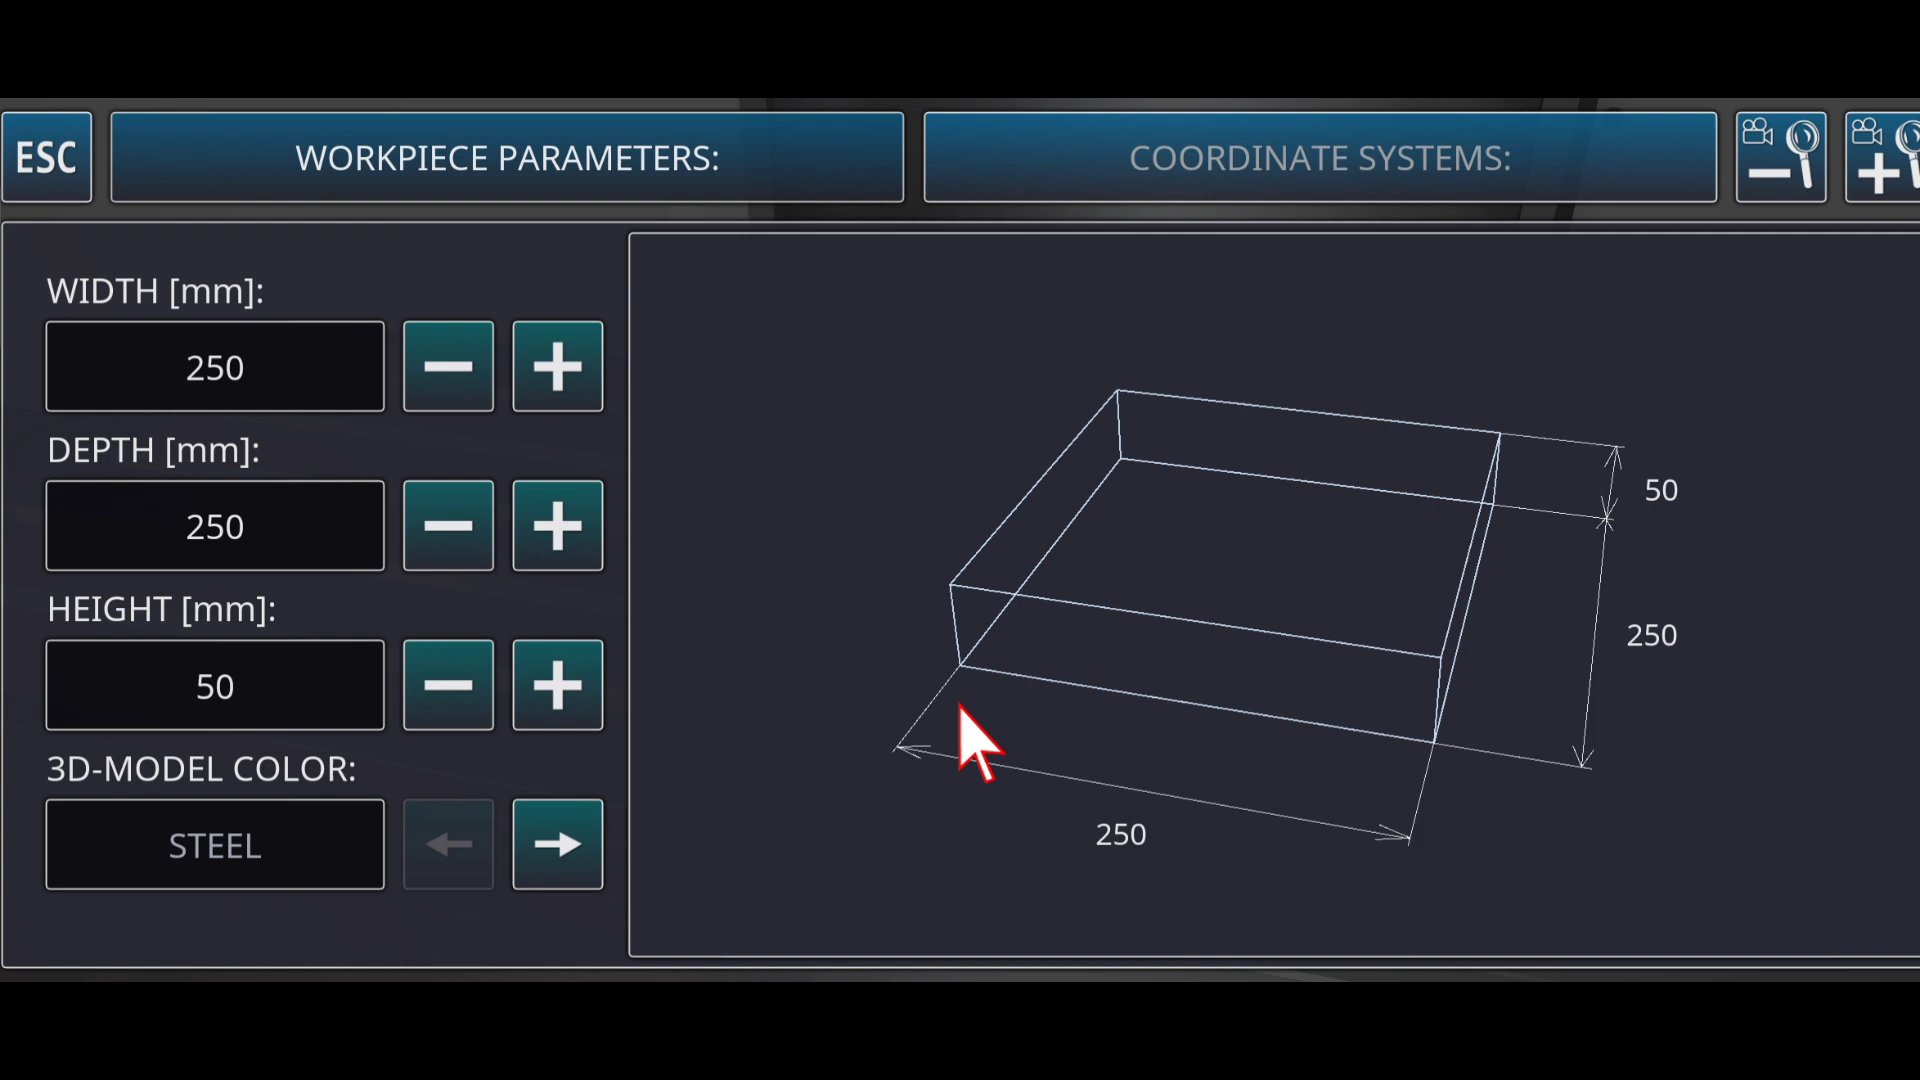 ESC
WORKPIECE PARAMETERS:
COORDINATE SYSTEMS:
WIDTH [mm]:
250
DEPTH [mm]:
250
HEIGHT [mm]:
50
3D-MODEL COLOR:
STEEL
50
250
250